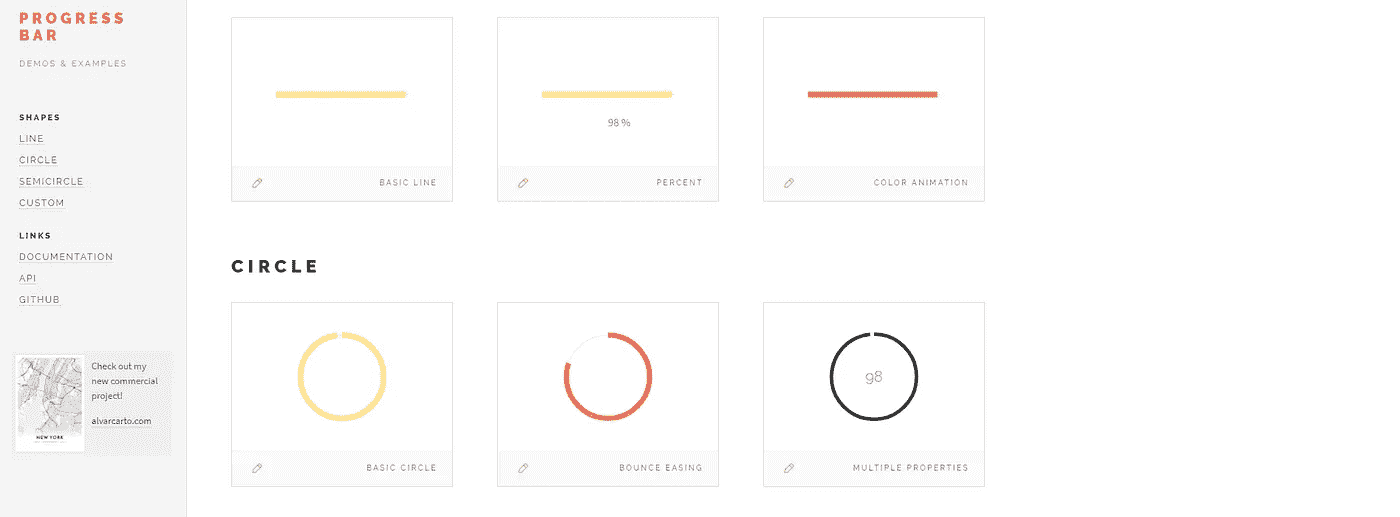 PROGRESS
BAR
DEMOS & EXAMPLES
SHAPES
LINE
CIRCLE
SEMICIRCLE
CUSTOM
LINKS
DOCUMENTATION
API
GITHUB
NEW YORK
Check out my
new commercial
project!
alvarcarto.com
98 %
BASIC LINE
PERCENT
COLOR ANIMATION
CIRCLE
98
BASIC CIRCLE
BOUNCE EASING
MULTIPLE PROPERTIES